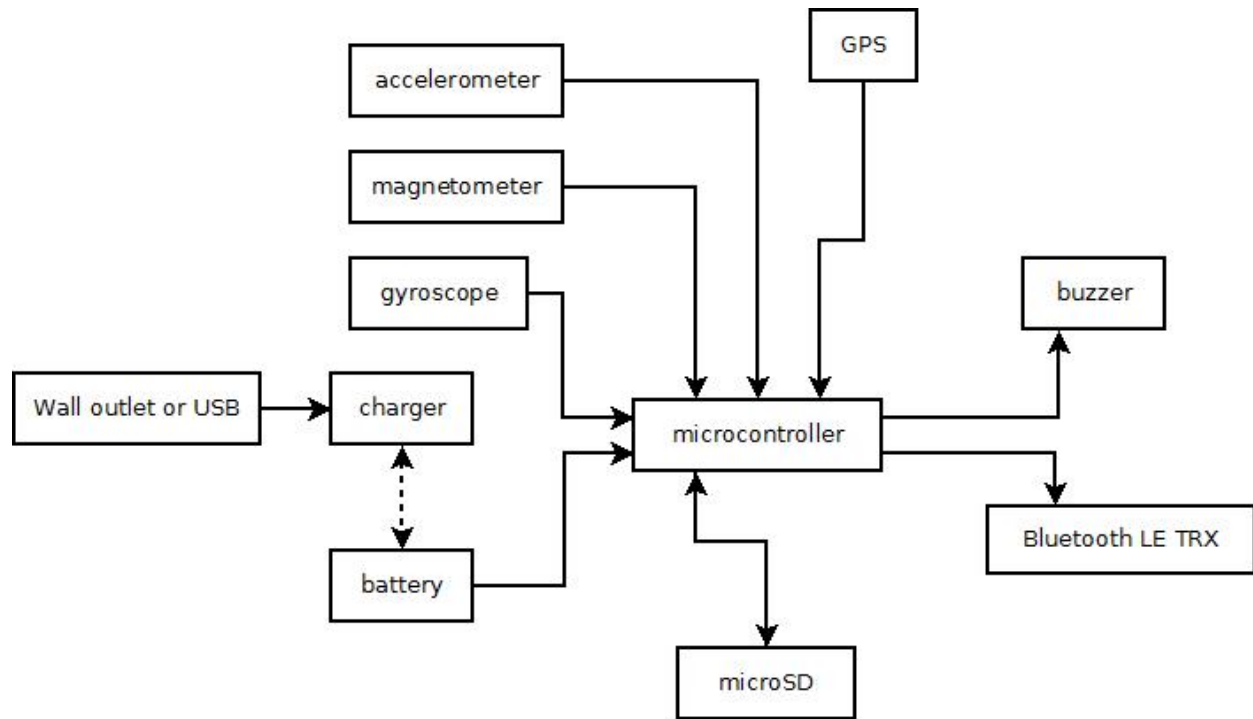 GPS
accelerometer
magnetometer
gyroscope
buzzer
Wall outlet or USB
charger
microcontroller
Bluetooth LE TRX
battery
microSD